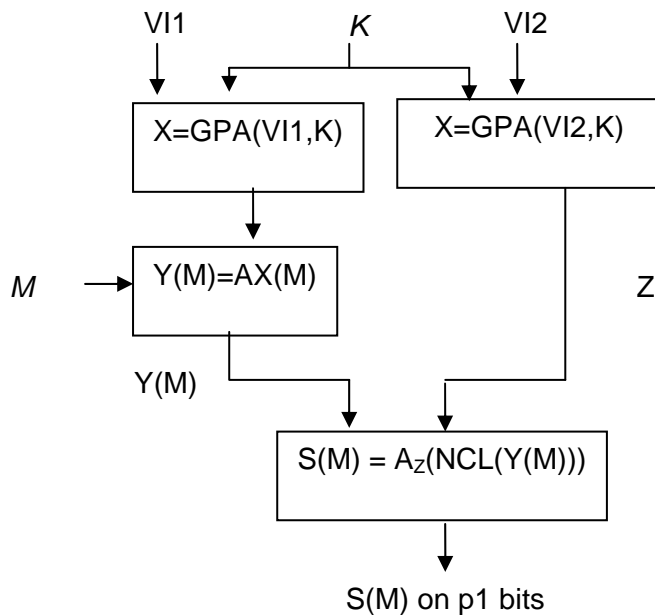 VI1 K VI2
X=GPA(VI1,K) X=GPA(VI2,K)
M Y(M)=AX(M) Z
Y(M)
S(M) = AZ(NCL(Y(M)))
S(M) on p1 bits